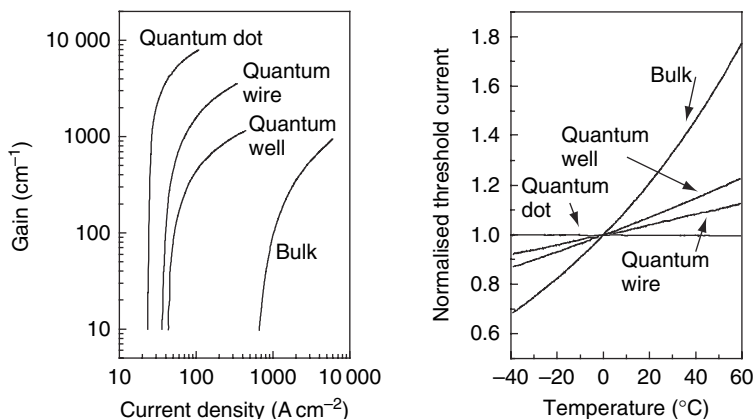 10 000
1000
100
10
Gain (cm⁻¹)
Quantum dot
Quantum
wire
Quantum
well
Bulk
10
100
1000
10 000
Current density (A cm⁻²)
1.8
1.6
1.4
1.2
1.0
0.8
0.6
Normalised threshold current
Bulk
Quantum
well
Quantum
dot
Quantum
wire
−40
−20
0
20
40
60
Temperature (°C)